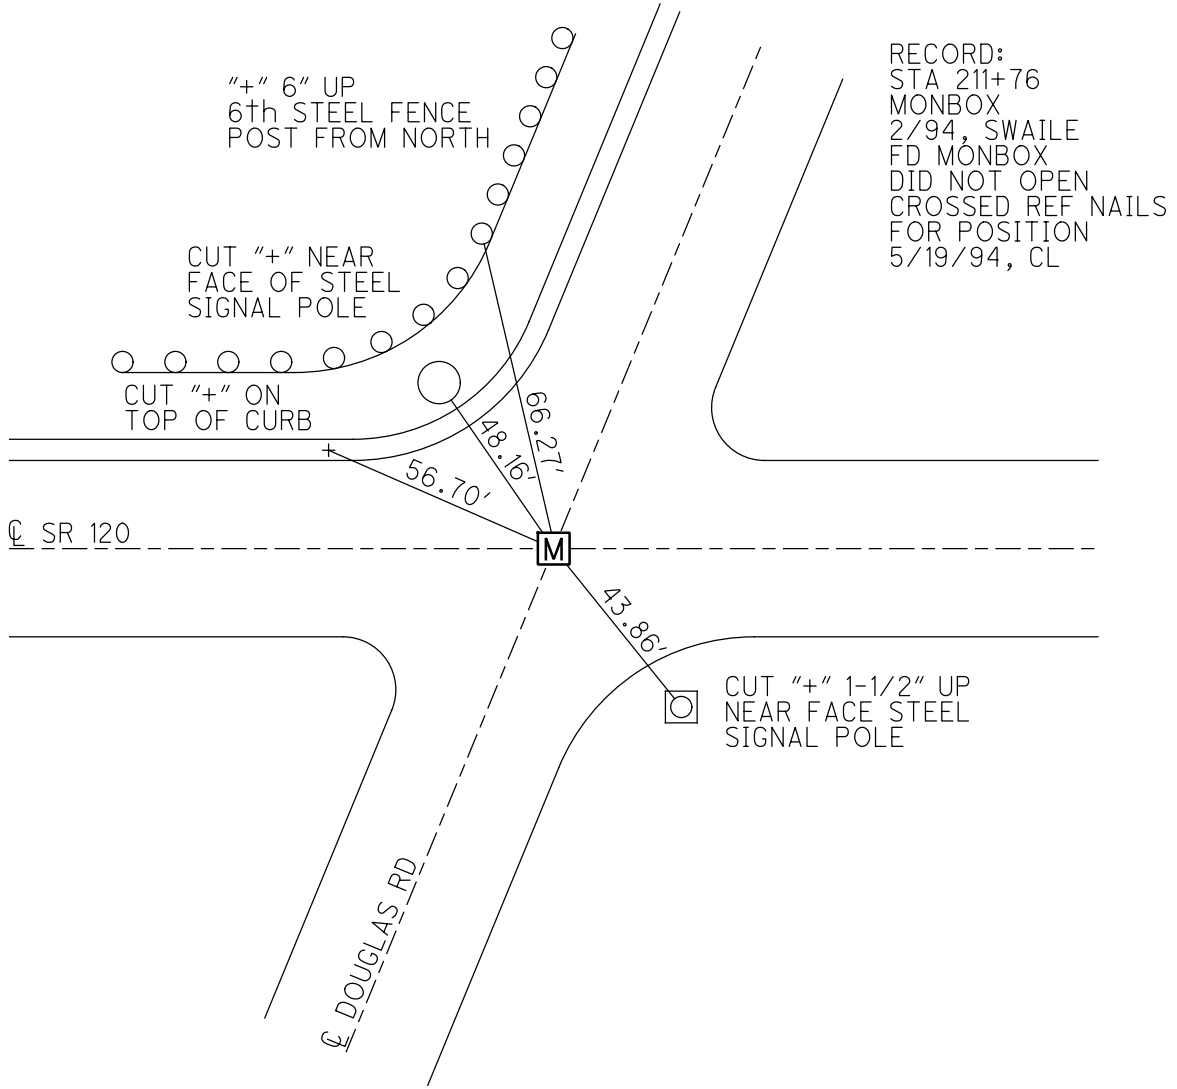 "+" 6" UP
6th STEEL FENCE
POST FROM NORTH
RECORD:
STA 211+76
MONBOX
2/94, SWAILE
FD MONBOX
DID NOT OPEN
CROSSED REF NAILS
FOR POSITION
5/19/94, CL
CUT "+" NEAR
FACE OF STEEL
SIGNAL POLE
CUT "+" ON
TOP OF CURB
66.27'
48.16'
56.70'
℄ SR 120
M
43.86'
CUT "+" 1-1/2" UP
NEAR FACE STEEL
SIGNAL POLE
℄ DOUGLAS RD